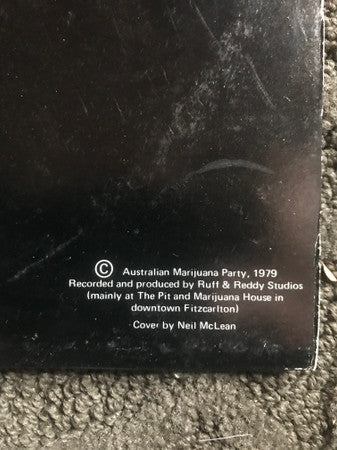 © Australian Marijuana Party, 1979
Recorded and produced by Ruff & Reddy Studios
(mainly at The Pit and Marijuana House in
downtown Fitzcarlton)
Cover by Neil McLean